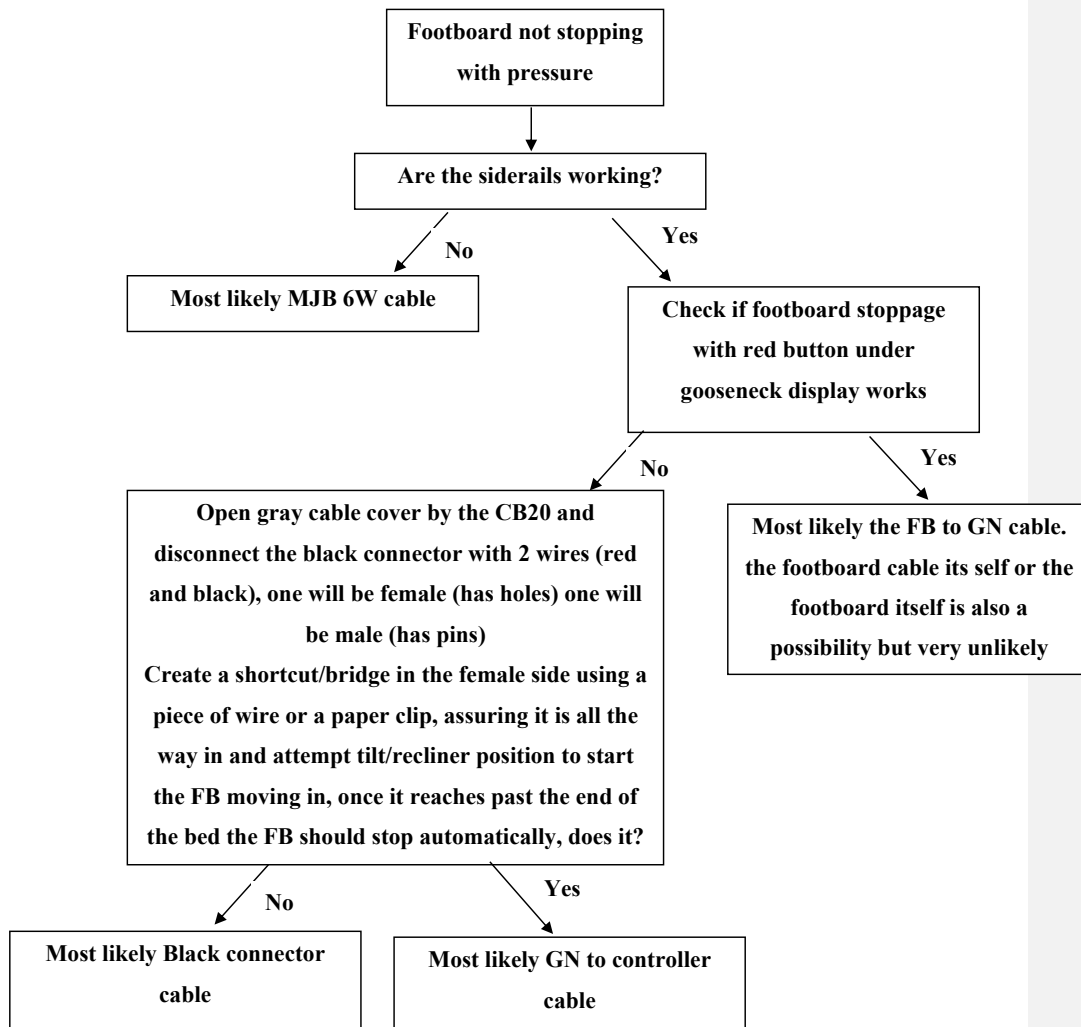 Footboard not stopping
with pressure
Are the siderails working?
No
Yes
Most likely MJB 6W cable
Check if footboard stoppage
with red button under
gooseneck display works
No
Yes
Open gray cable cover by the CB20 and
disconnect the black connector with 2 wires (red
and black), one will be female (has holes) one will
be male (has pins)
Create a shortcut/bridge in the female side using a
piece of wire or a paper clip, assuring it is all the
way in and attempt tilt/recliner position to start
the FB moving in, once it reaches past the end of
the bed the FB should stop automatically, does it?
Most likely the FB to GN cable.
the footboard cable its self or the
footboard itself is also a
possibility but very unlikely
No
Yes
Most likely Black connector
cable
Most likely GN to controller
cable